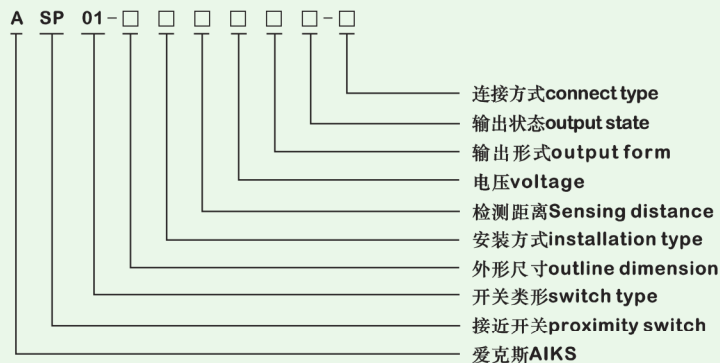 A SP 01-□ □ □ □ □ □-□
连接方式connect type
输出状态output state
输出形式output form
电压voltage
检测距离Sensing distance
安装方式installation type
外形尺寸outline dimension
开关类形switch type
接近开关proximity switch
爱克斯AIKS